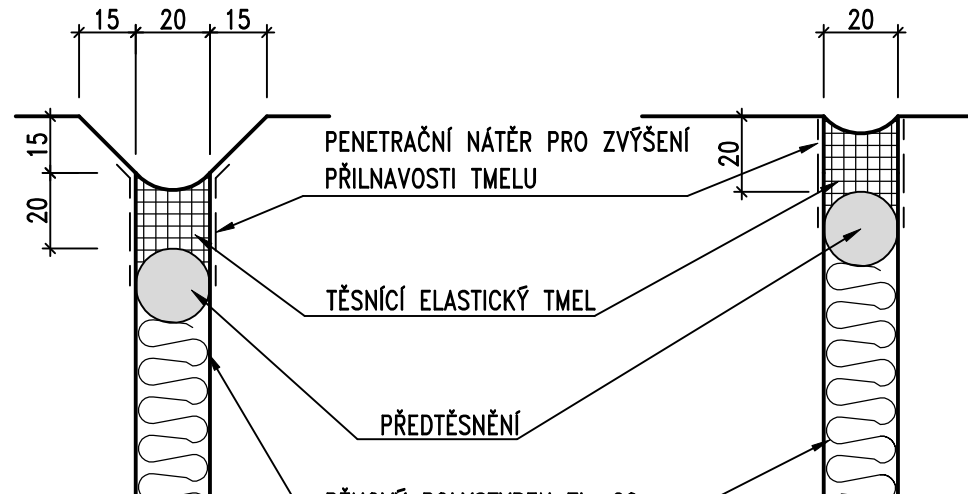 15 20 15
20
15
20
20
PENETRAČNÍ NÁTĚR PRO ZVÝŠENÍ
PŘILNAVOSTI TMELU
TĚSNÍCÍ ELASTICKÝ TMEL
PŘEDTĚSNĚNÍ